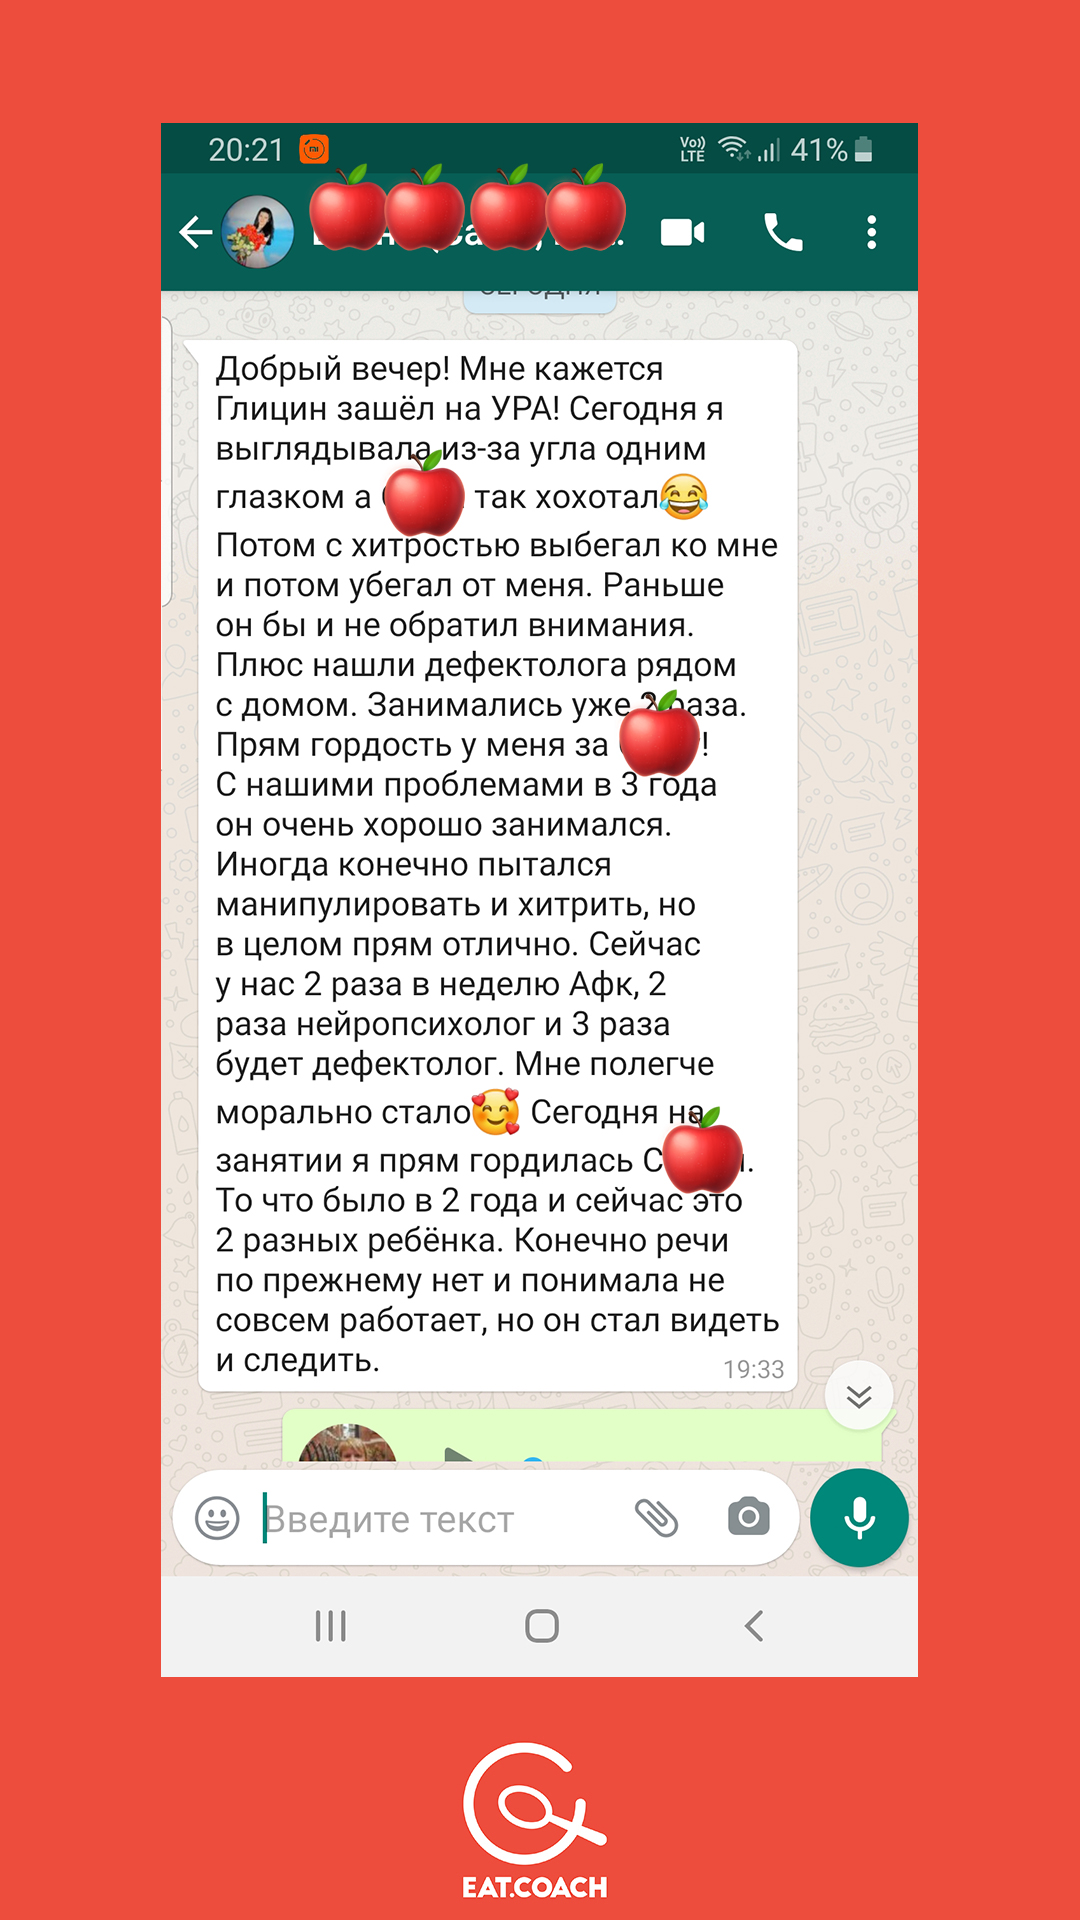 20:21
Vo))
LTE
41%
Добрый вечер! Мне кажется
Глицин зашёл на УРА! Сегодня я
выглядывала из-за угла одним
глазком а так хохотал😂
Потом с хитростью выбегал ко мне
и потом убегал от меня. Раньше
он бы и не обратил внимания.
Плюс нашли дефектолога рядом
с домом. Занимались уже раза.
Прям гордость у меня за !
С нашими проблемами в 3 года
он очень хорошо занимался.
Иногда конечно пытался
манипулировать и хитрить, но
в целом прям отлично. Сейчас
у нас 2 раза в неделю Афк, 2
раза нейропсихолог и 3 раза
будет дефектолог. Мне полегче
морально стало🥰 Сегодня на
занятии я прям гордилась
То что было в 2 года и сейчас это
2 разных ребёнка. Конечно речи
по прежнему нет и понимала не
совсем работает, но он стал видеть
и следить.
19:33
Введите текст
EAT.COACH